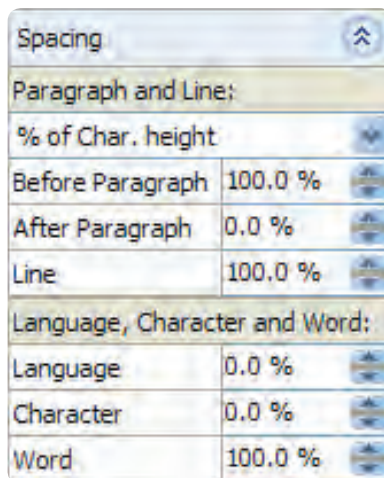 Spacing
Paragraph and Line:
% of Char. height
Before Paragraph 100.0 %
After Paragraph 0.0 %
Line 100.0 %
Language, Character and Word:
Language 0.0 %
Character 0.0 %
Word 100.0 %